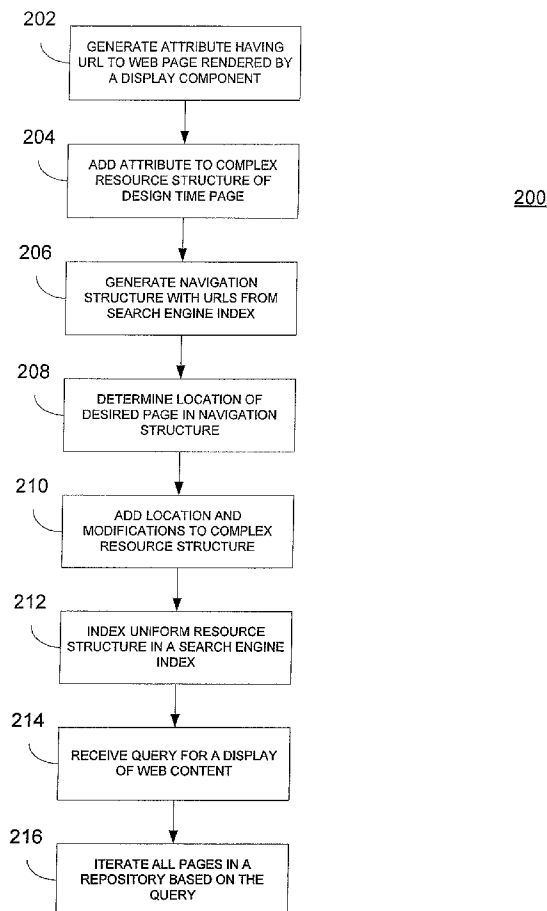 202
GENERATE ATTRIBUTE HAVING
URL TO WEB PAGE RENDERED BY
A DISPLAY COMPONENT
204
ADD ATTRIBUTE TO COMPLEX
RESOURCE STRUCTURE OF
DESIGN TIME PAGE
200
206
GENERATE NAVIGATION
STRUCTURE WITH URLS FROM
SEARCH ENGINE INDEX
208
DETERMINE LOCATION OF
DESIRED PAGE IN NAVIGATION
STRUCTURE
210
ADD LOCATION AND
MODIFICATIONS TO COMPLEX
RESOURCE STRUCTURE
212
INDEX UNIFORM RESOURCE
STRUCTURE IN A SEARCH ENGINE
INDEX
214
RECEIVE QUERY FOR A DISPLAY
OF WEB CONTENT
216
ITERATE ALL PAGES IN A
REPOSITORY BASED ON THE
QUERY